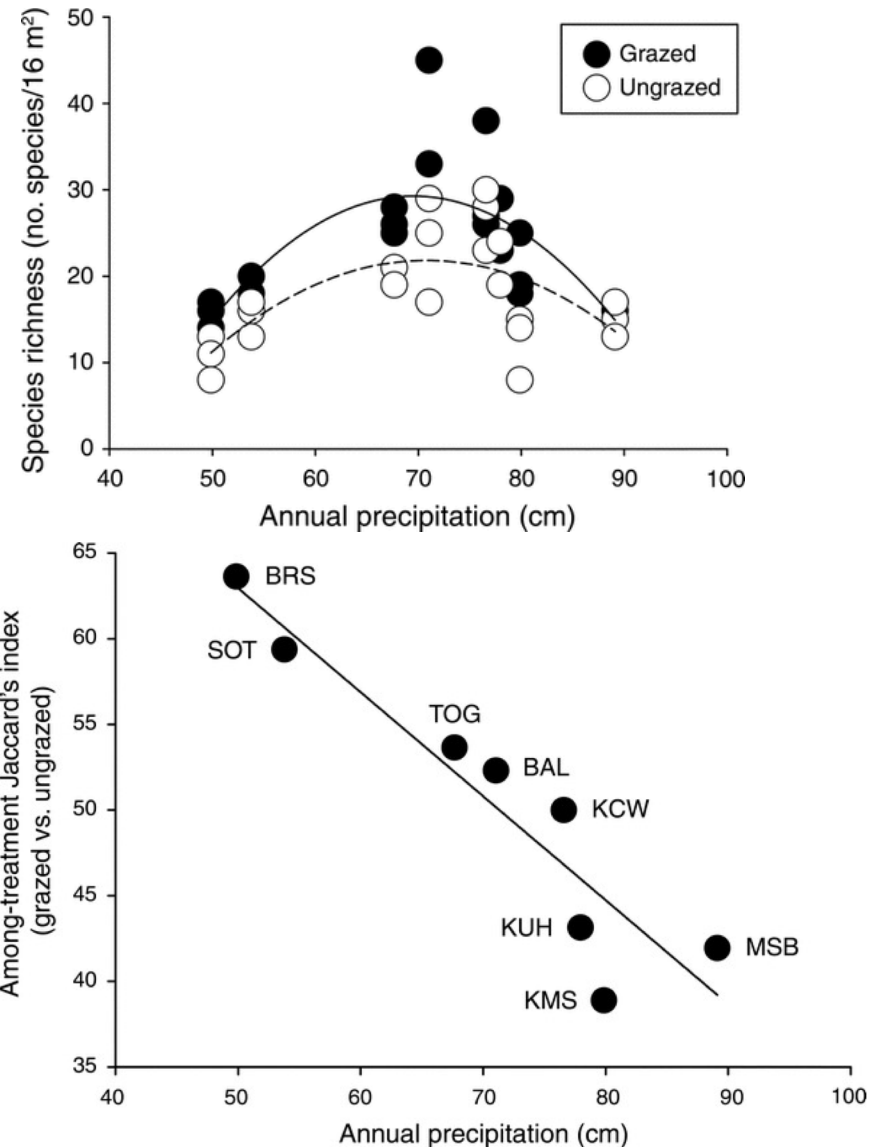 Species richness (no. species/16 m²)
50
40
30
20
10
0
Grazed
Ungrazed
40 50 60 70 80 90 100
Annual precipitation (cm)
Among-treatment Jaccard's index
(grazed vs. ungrazed)
65
60
55
50
45
40
35
BRS
SOT
TOG
BAL
KCW
KUH
MSB
KMS
40 50 60 70 80 90 100
Annual precipitation (cm)